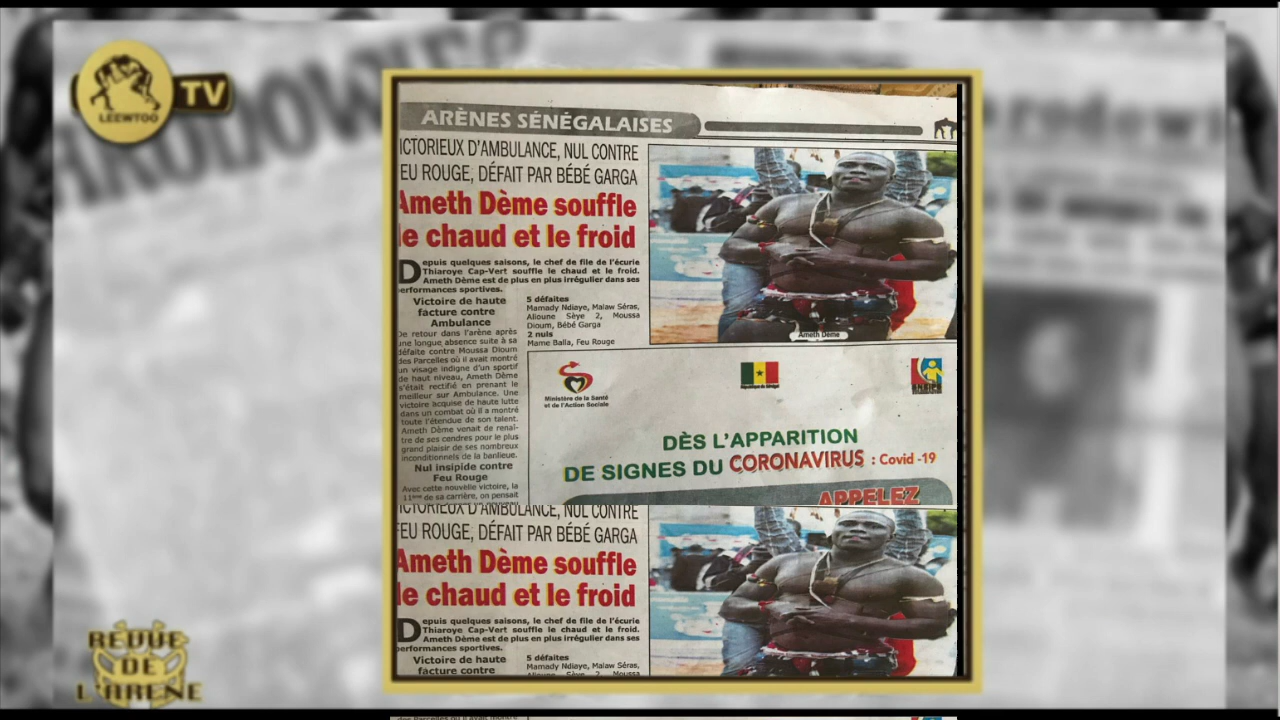 LEEWTOO
TV
ARÈNES SÉNÉGALAISES
ICTORIEUX D'AMBULANCE, NUL CONTRE
EU ROUGE, DÉFAIT PAR BÉBÉ GARGA
Ameth Dème souffle
le chaud et le froid
Depuis quelques saisons, le chef de file de l'écurie
Thiaroye Cap-Vert souffle le chaud et le froid.
Ameth Dème est de plus en plus irrégulier dans ses
performances sportives.
Victoire de haute
facture contre
Ambulance
De retour dans l'arène après
une longue absence suite à sa
défaite contre Moussa Dioum
des Parcelles où il avait montré
un visage indigne d'un sportif
de haut niveau, Ameth Dème
s'était rectifié en prenant le
meilleur sur Ambulance. Une
victoire acquise de haute lutte
dans un combat où il a montré
toute l'étendue de son talent.
Ameth Dème venait de renaî-
tre de ses cendres pour le plus
grand plaisir de ses nombreux
inconditionnels de la banlieue.
Nul insipide contre
Feu Rouge
Avec cette nouvelle victoire, la
11ème de sa carrière, on pensait
5 défaites
Mamady Ndiaye, Malaw Séras,
Alioune Sèye 2, Moussa
Dioum, Bébé Garga
2 nuls
Mame Balla, Feu Rouge
Ameth Dème
Ministère de la Santé
et de l'Action Sociale
République du Sénégal
DÈS L'APPARITION
DE SIGNES DU CORONAVIRUS : Covid -19
APPELEZ
ICTORIEUX D'AMBULANCE, NUL CONTRE
FEU ROUGE, DÉFAIT PAR BÉBÉ GARGA
Ameth Dème souffle
le chaud et le froid
Depuis quelques saisons, le chef de file de l'écurie
Thiaroye Cap-Vert souffle le chaud et le froid.
Ameth Dème est de plus en plus irrégulier dans ses
performances sportives.
Victoire de haute
facture contre
5 défaites
Mamady Ndiaye, Malaw Séras,
Alioune Sèye 2, Moussa
REVUE
DE
L'ARENE